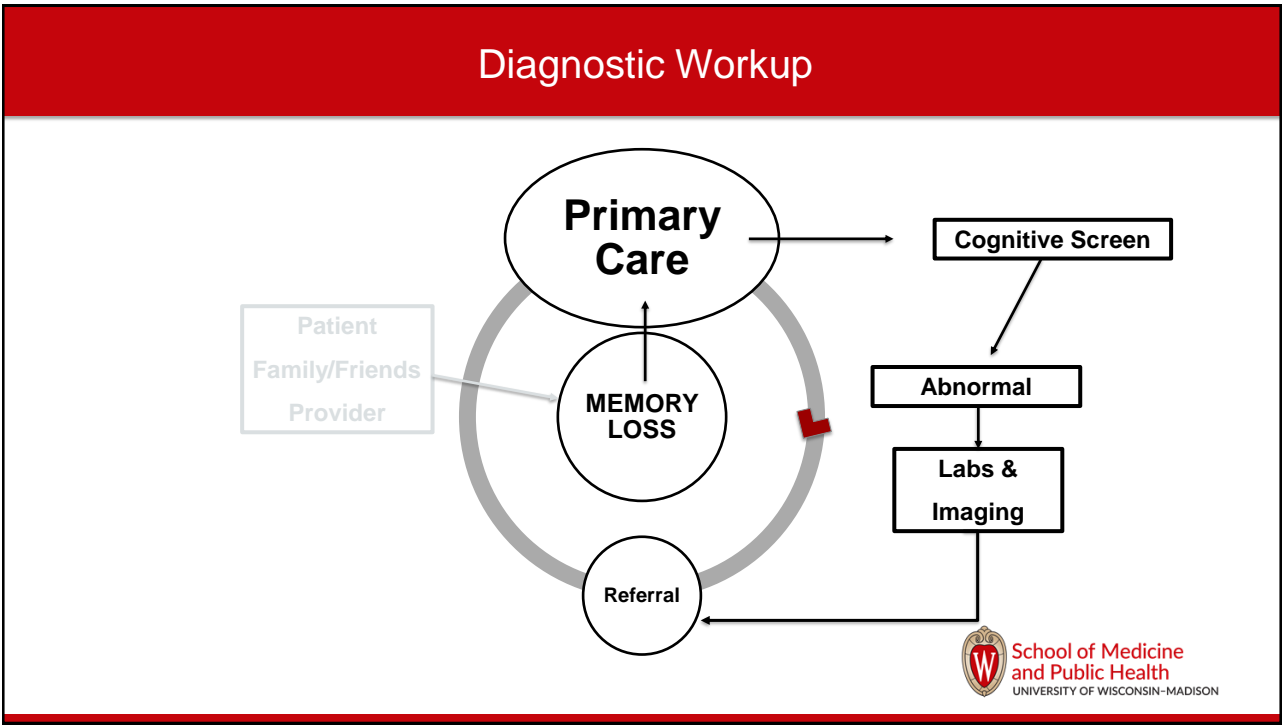 Diagnostic Workup
Primary
Care
Cognitive Screen
Patient
Family/Friends
Provider
MEMORY
LOSS
Abnormal
Labs &
Imaging
Referral
W
School of Medicine
and Public Health
UNIVERSITY OF WISCONSIN–MADISON